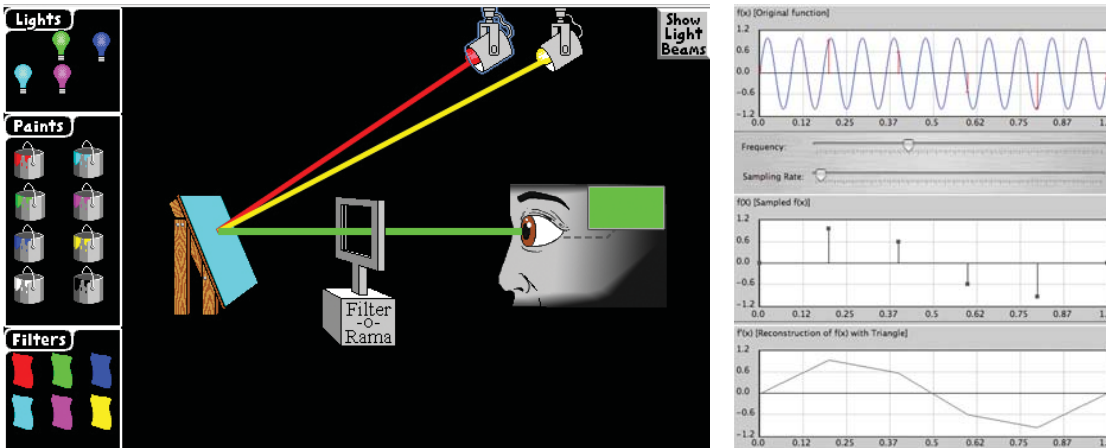 Lights
Show
Light
Beams
Paints
Filter
-o-
Rama
Filters
f(x) [Original function]
1.2
0.6
0.0
-0.6
-1.2
0.0 0.12 0.25 0.37 0.5 0.62 0.75 0.87 1.
Frequency:
Sampling Rate:
f(X) [Sampled f(x)]
1.2
0.6
0.0
-0.6
-1.2
0.0 0.12 0.25 0.37 0.5 0.62 0.75 0.87 1.
f'(x) [Reconstruction of f(x) with Triangle]
1.2
0.6
0.0
-0.6
-1.2
0.0 0.12 0.25 0.37 0.5 0.62 0.75 0.87 1.